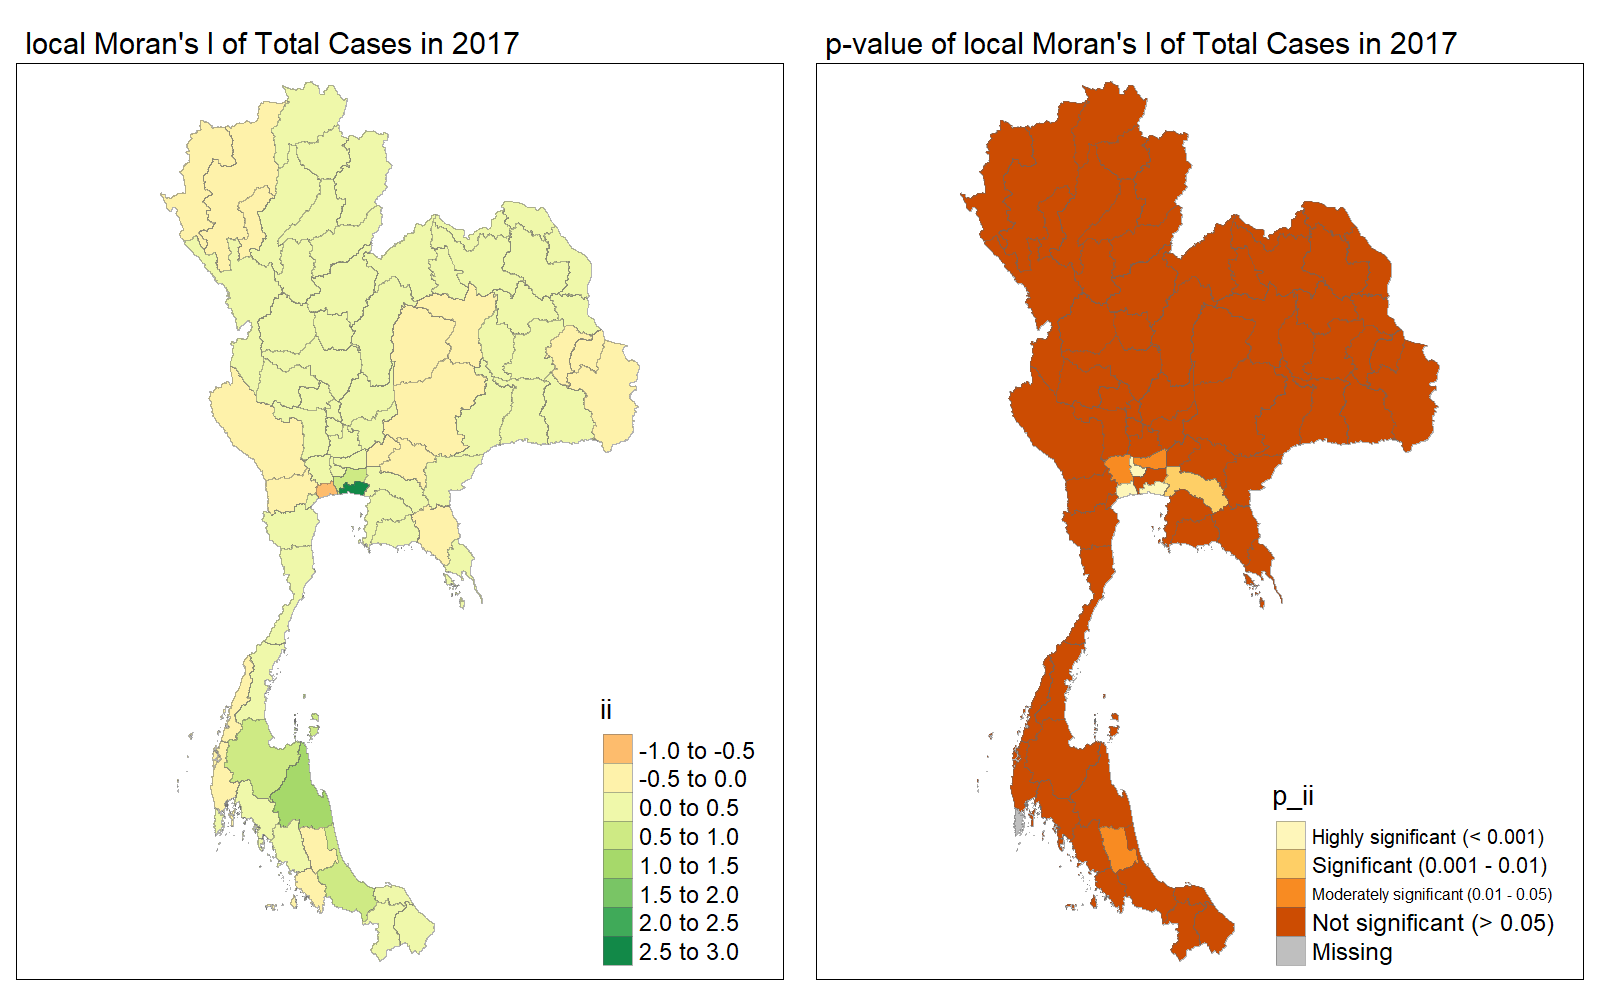 local Moran's I of Total Cases in 2017
p-value of local Moran's I of Total Cases in 2017
ii
-1.0 to -0.5
-0.5 to 0.0
0.0 to 0.5
0.5 to 1.0
1.0 to 1.5
1.5 to 2.0
2.0 to 2.5
2.5 to 3.0
p_ii
Highly significant (< 0.001)
Significant (0.001 - 0.01)
Moderately significant (0.01 - 0.05)
Not significant (> 0.05)
Missing